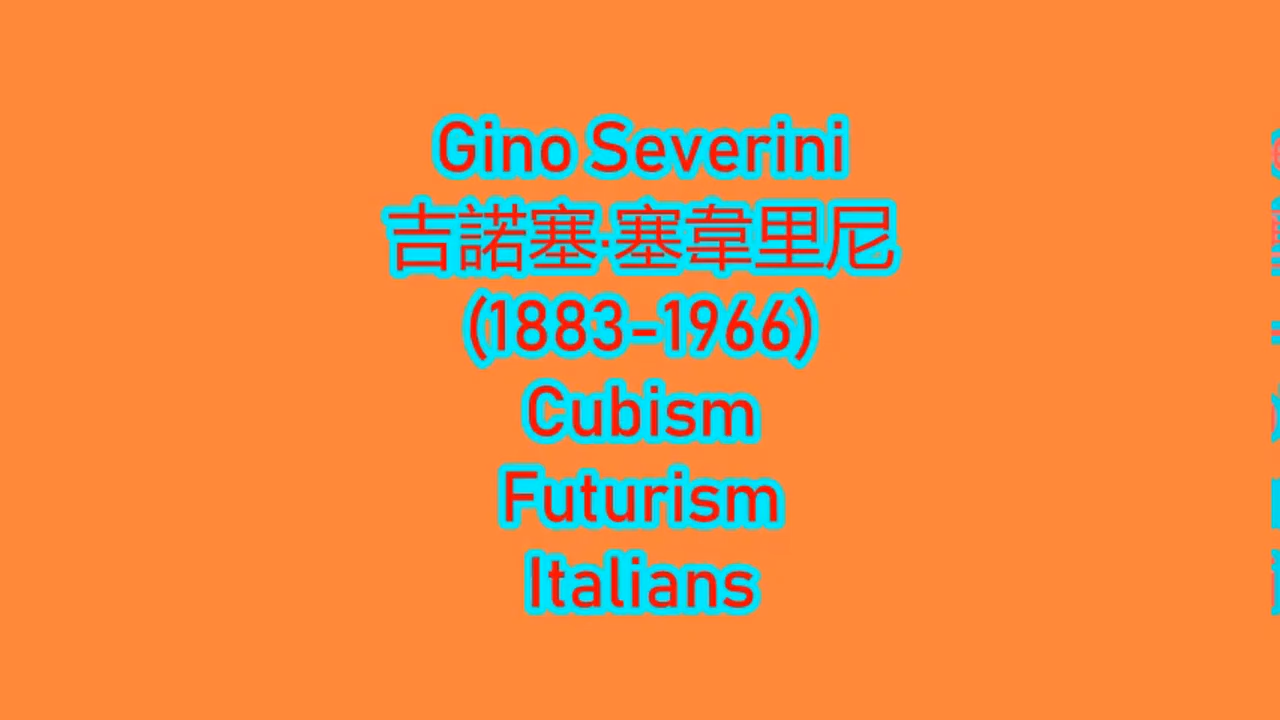 Gino Severini
吉諾塞·塞韋里尼
(1883-1966)
Cubism
Futurism
Italians